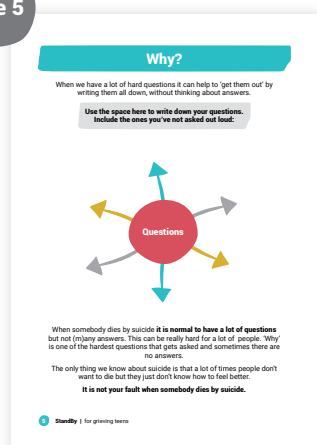 e 5
Why?
When we have a lot of hard questions it can help to 'get them out' by
writing them all down, without thinking about answers.
Use the space here to write down your questions.
Include the ones you've not asked out loud:
Questions
When somebody dies by suicide it is normal to have a lot of questions
but not (m)any answers. This can be really hard for a lot of people. 'Why'
is one of the hardest questions that gets asked and sometimes there are
no answers.
The only thing we know about suicide is that a lot of times people don't
want to die but they just don't know how to feel better.
It is not your fault when somebody dies by suicide.
5 StandBy | for grieving teens